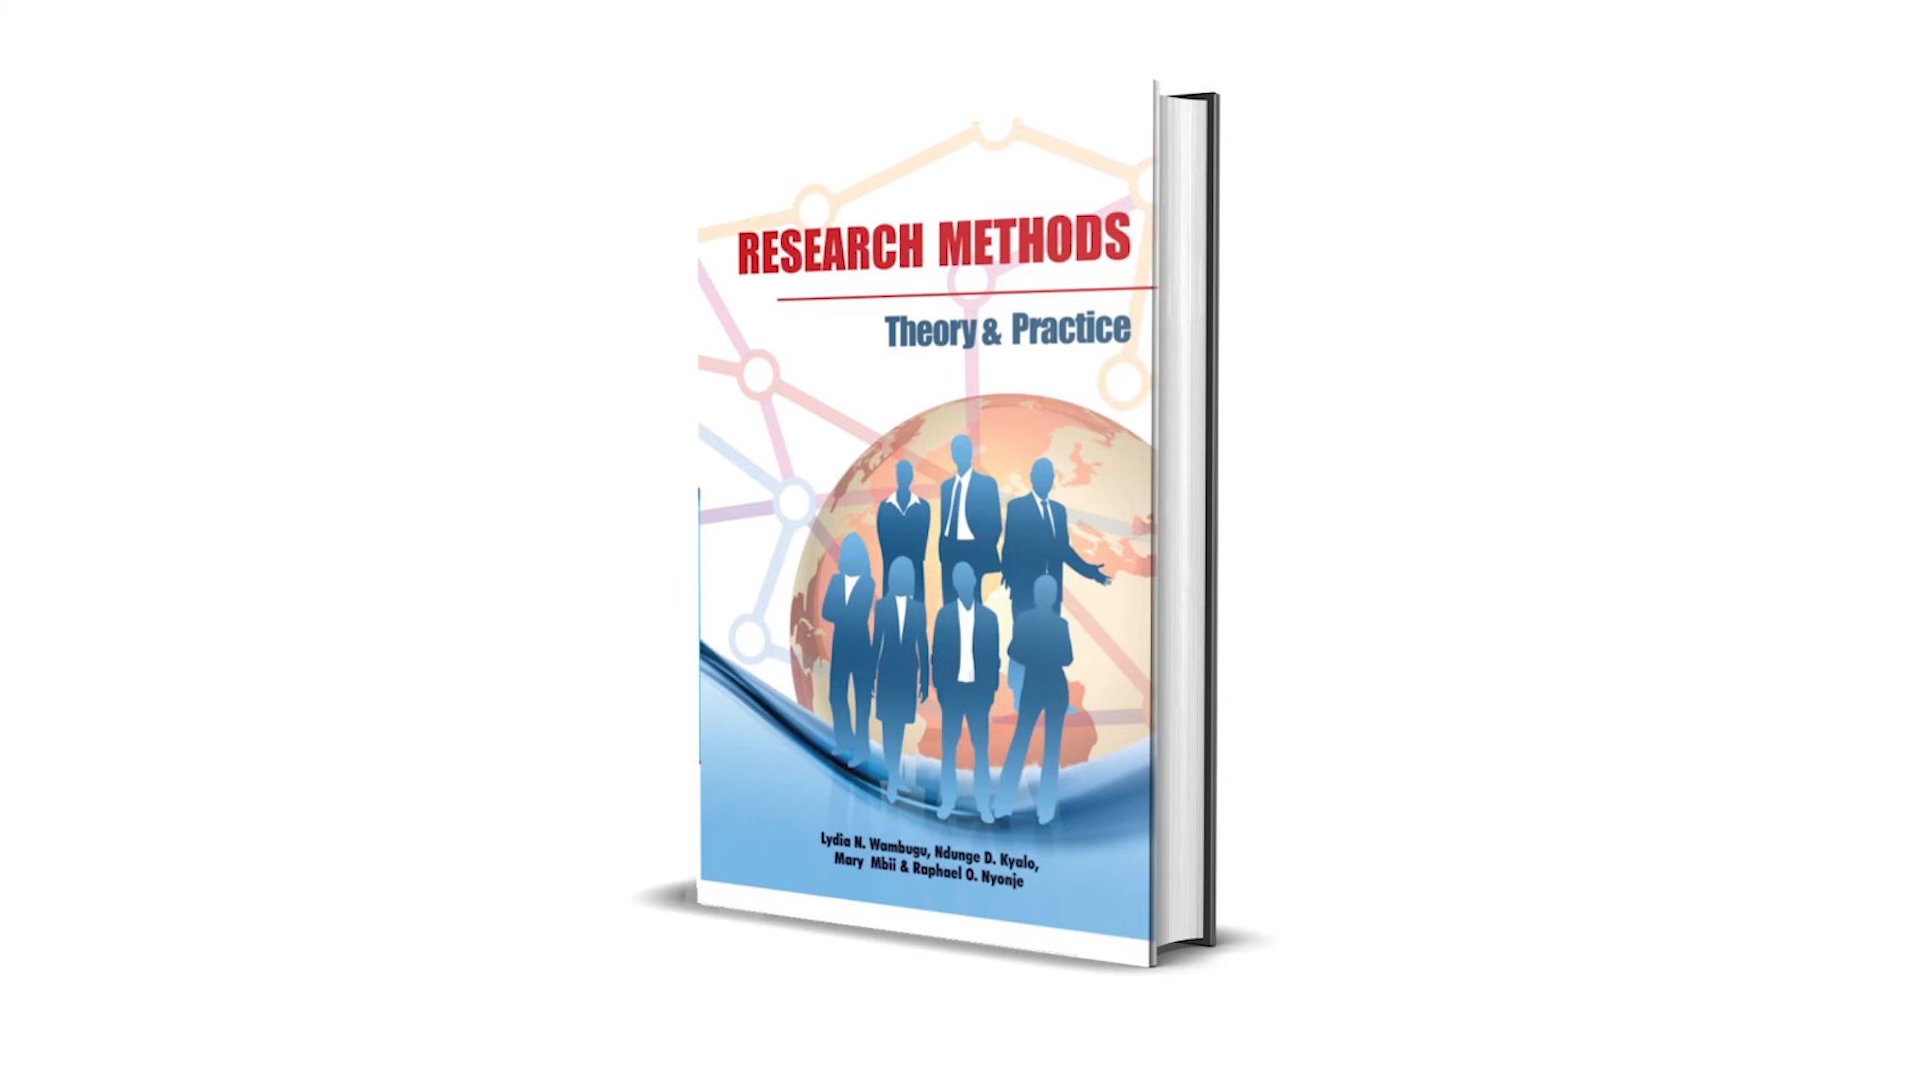 RESEARCH METHODS
Theory & Practice
Lydia N. Wambugu, Ndunge D. Kyalo,
Mary Mbii & Raphael O. Nyonje